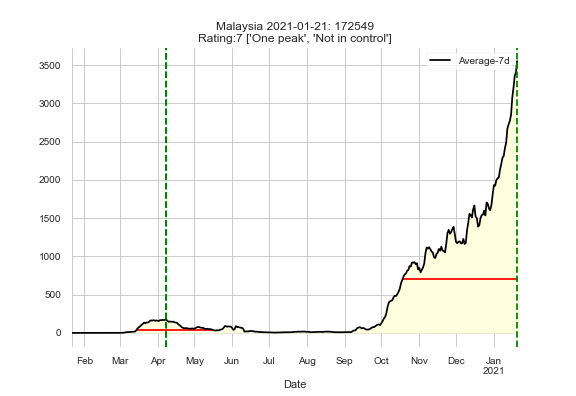 Malaysia 2021-01-21: 172549
Rating:7 ['One peak', 'Not in control']
Average-7d
3500
3000
2500
2000
1500
1000
500
0
Feb Mar Apr May Jun Jul Aug Sep Oct Nov Dec Jan
2021
Date